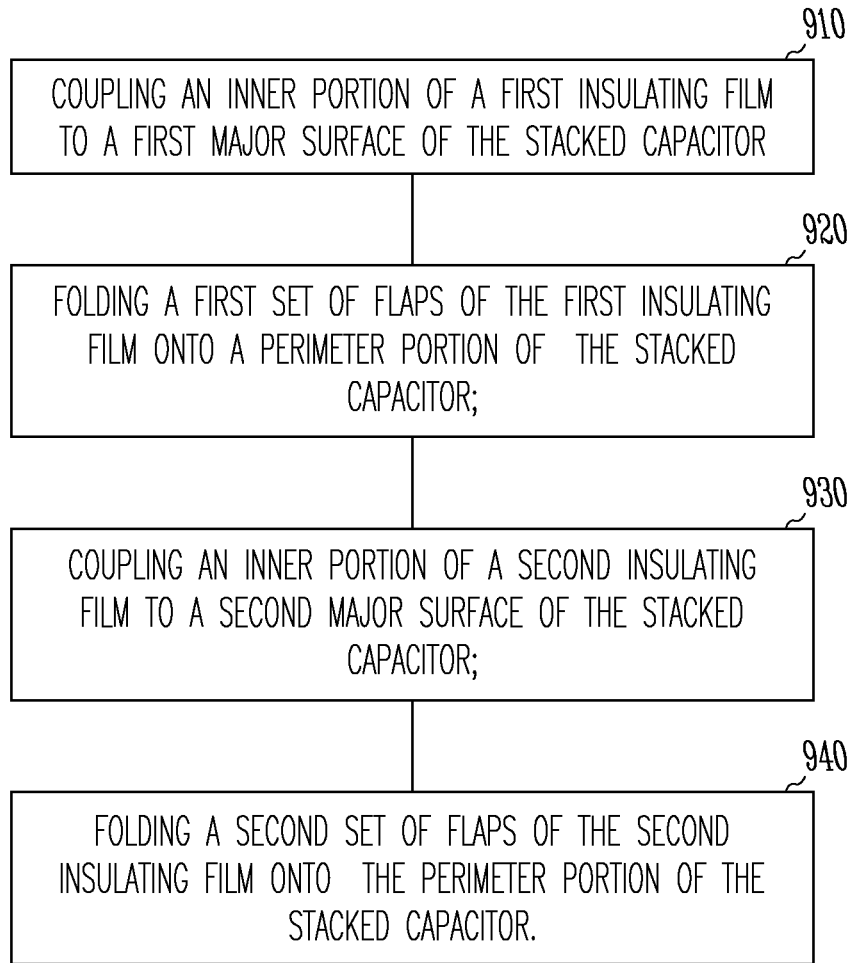 910
COUPLING AN INNER PORTION OF A FIRST INSULATING FILM
TO A FIRST MAJOR SURFACE OF THE STACKED CAPACITOR
920
FOLDING A FIRST SET OF FLAPS OF THE FIRST INSULATING
FILM ONTO A PERIMETER PORTION OF THE STACKED
CAPACITOR;
930
COUPLING AN INNER PORTION OF A SECOND INSULATING
FILM TO A SECOND MAJOR SURFACE OF THE STACKED
CAPACITOR;
940
FOLDING A SECOND SET OF FLAPS OF THE SECOND
INSULATING FILM ONTO THE PERIMETER PORTION OF THE
STACKED CAPACITOR.